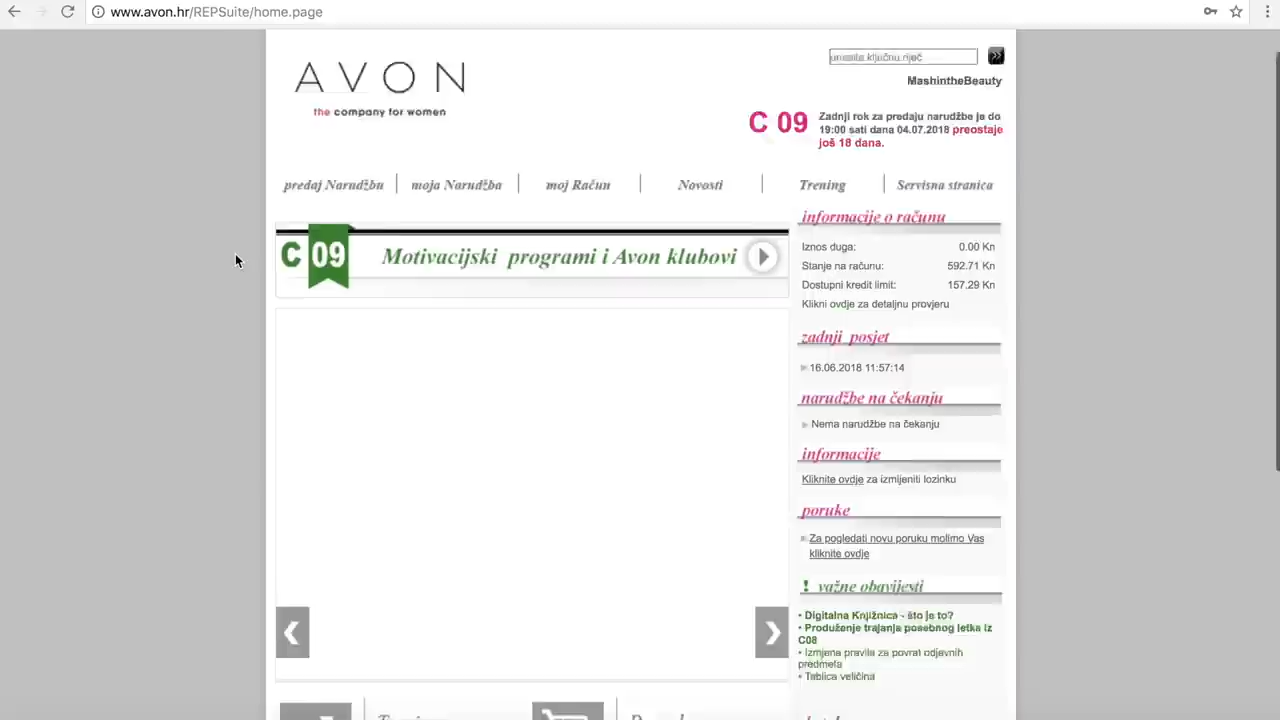 www.avon.hr/REPSuite/home.page
AVON
the company for women
unesite ključnu riječ
MashintheBeauty
C 09
Zadnji rok za predaju narudžbe je do
19:00 sati dana 04.07.2018 preostaje
još 18 dana.
predaj Narudžbu
moja Narudžba
moj Račun
Novosti
Trening
Servisna stranica
C 09
Motivacijski programi i Avon klubovi
informacije o računu
Iznos duga: 0.00 Kn
Stanje na računu: 592.71 Kn
Dostupni kredit limit: 157.29 Kn
Klikni ovdje za detaljnu provjeru
zadnji posjet
16.06.2018 11:57:14
narudžbe na čekanju
Nema narudžbe na čekanju
informacije
Kliknite ovdje za izmijeniti lozinku
poruke
Za pogledati novu poruku molimo Vas
kliknite ovdje
! važne obavijesti
• Digitalna Knjižnica - što je to?
• Produženje trajanja posebnog letka iz
C08
• Izmjena pravila za povrat odjevnih
predmeta
• Tablica veličina